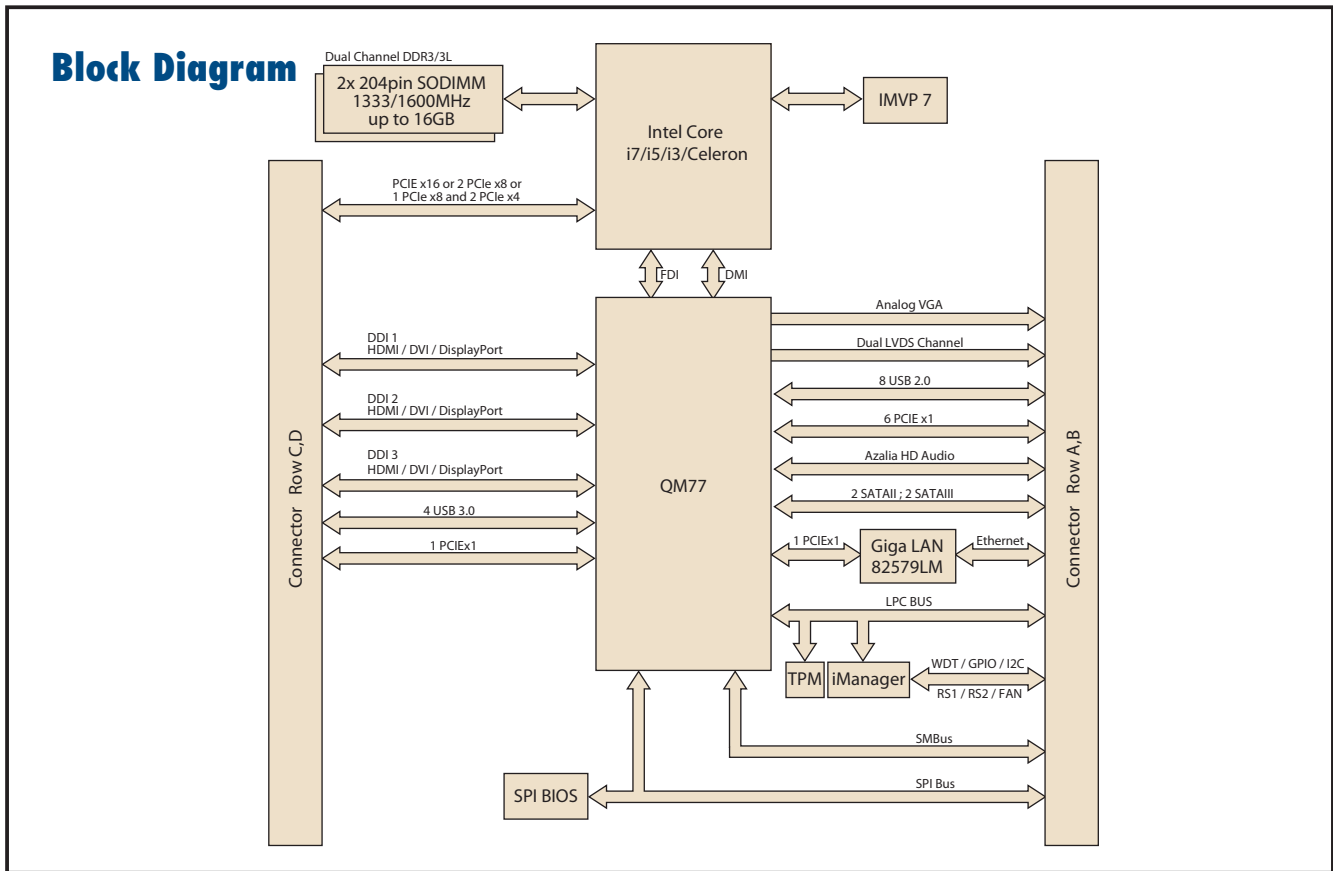 Block Diagram
Dual Channel DDR3/3L
2x 204pin SODIMM
1333/1600MHz
up to 16GB
Intel Core
i7/i5/i3/Celeron
IMVP 7
PCIE x16 or 2 PCIe x8 or
1 PCIe x8 and 2 PCIe x4
FDI
DMI
Connector Row C,D
DDI 1
HDMI / DVI / DisplayPort
DDI 2
HDMI / DVI / DisplayPort
DDI 3
HDMI / DVI / DisplayPort
4 USB 3.0
1 PCIEx1
QM77
Analog VGA
Dual LVDS Channel
8 USB 2.0
6 PCIE x1
Azalia HD Audio
2 SATAII ; 2 SATAIII
1 PCIEx1
Giga LAN
82579LM
Ethernet
LPC BUS
TPM
iManager
WDT / GPIO / I2C
RS1 / RS2 / FAN
SMBus
SPI Bus
SPI BIOS
Connector Row A,B